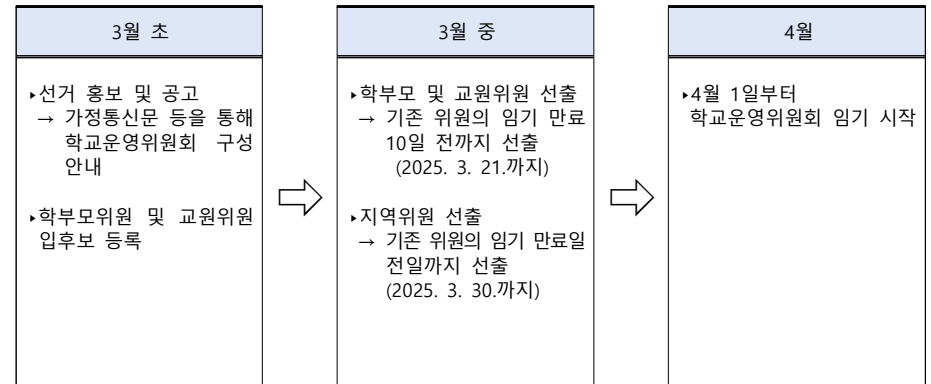 3월 초
▸선거 홍보 및 공고
→ 가정통신문 등을 통해
학교운영위원회 구성
안내
▸학부모위원 및 교원위원
입후보 등록
3월 중
▸학부모 및 교원위원 선출
→ 기존 위원의 임기 만료
10일 전까지 선출
(2025. 3. 21.까지)
▸지역위원 선출
→ 기존 위원의 임기 만료일
전일까지 선출
(2025. 3. 30.까지)
4월
▸4월 1일부터
학교운영위원회 임기 시작